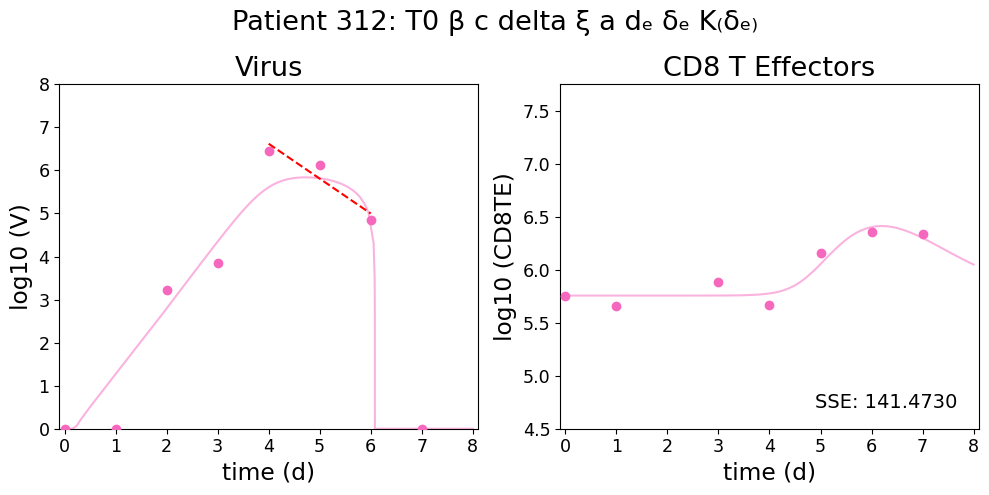 Patient 312: T0 β c delta ξ a dₑ δₑ K₍δₑ₎
Virus
CD8 T Effectors
log10 (V)
8
7
6
5
4
3
2
1
0
0 1 2 3 4 5 6 7 8
time (d)
log10 (CD8TE)
7.5
7.0
6.5
6.0
5.5
5.0
4.5
SSE: 141.4730
0 1 2 3 4 5 6 7 8
time (d)